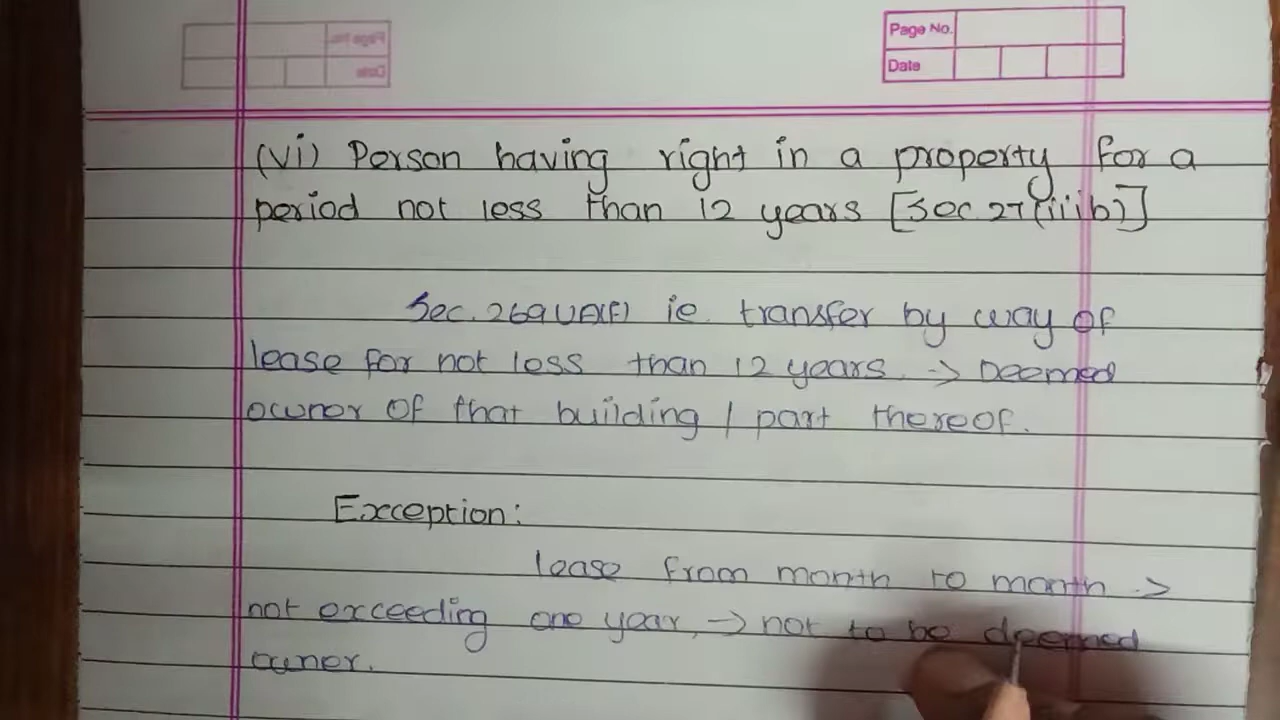 Page No.
Date
(vi) Person having right in a property for a
period not less than 12 years [Sec.27(iiib)]
Sec.269UA(F) ie. transfer by way of
lease for not less than 12 years. -> Deemed
owner of that building / part thereof.
Exception:
lease from month to month ->
not exceeding one year, -> not to be deemed
owner.